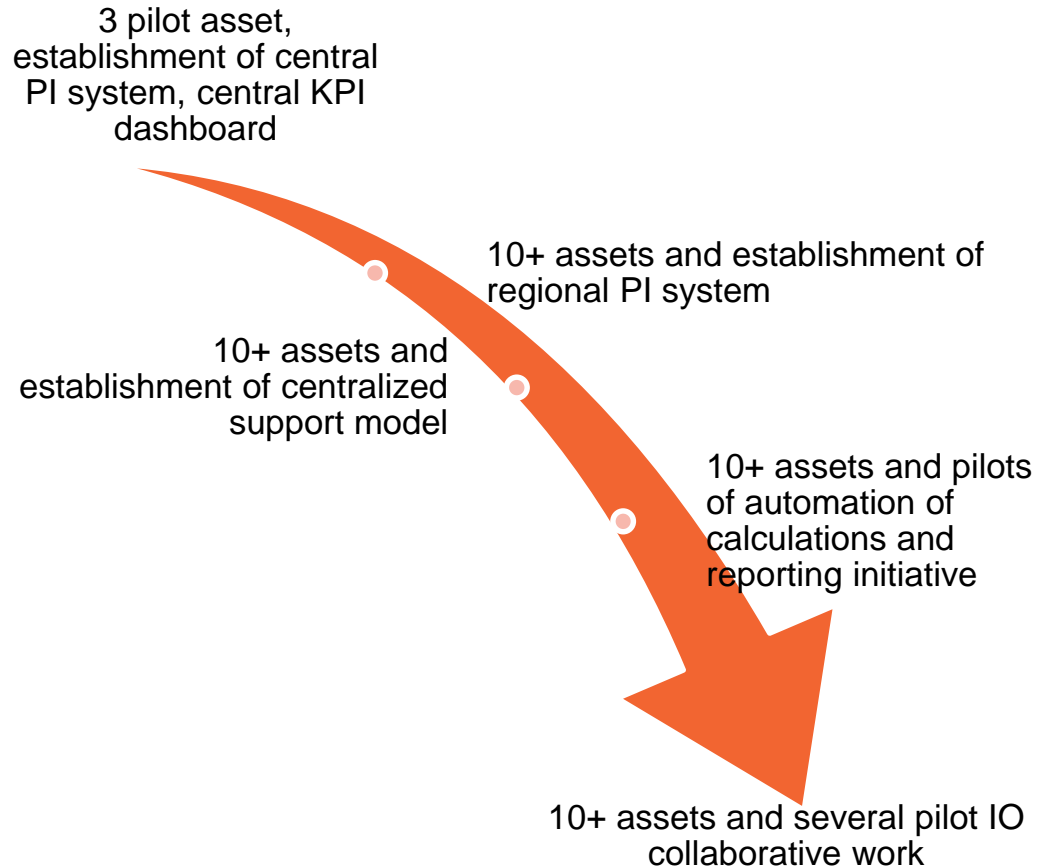 3 pilot asset,
establishment of central
PI system, central KPI
dashboard
10+ assets and establishment of
regional PI system
10+ assets and
establishment of centralized
support model
10+ assets and pilots
of automation of
calculations and
reporting initiative
10+ assets and several pilot IO
collaborative work